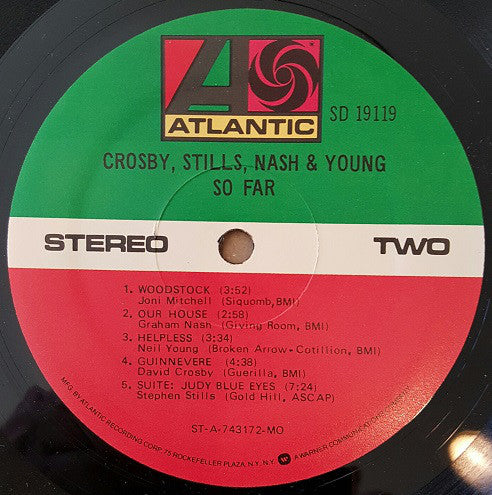 A
ATLANTIC
SD 19119
CROSBY, STILLS, NASH & YOUNG
SO FAR
STEREO
TWO
1. WOODSTOCK (3:52)
Joni Mitchell (Siquomb, BMI)
2. OUR HOUSE (2:58)
Graham Nash (Giving Room, BMI)
3. HELPLESS (3:34)
Neil Young (Broken Arrow-Cotillion, BMI)
4. GUINNEVERE (4:38)
David Crosby (Guerilla, BMI)
5. SUITE: JUDY BLUE EYES (7:24)
Stephen Stills (Gold Hill, ASCAP)
ST-A-743172-MO
MFG. BY ATLANTIC RECORDING CORP. 75 ROCKEFELLER PLAZA, N.Y. N.Y. A WARNER COMMUNICATIONS